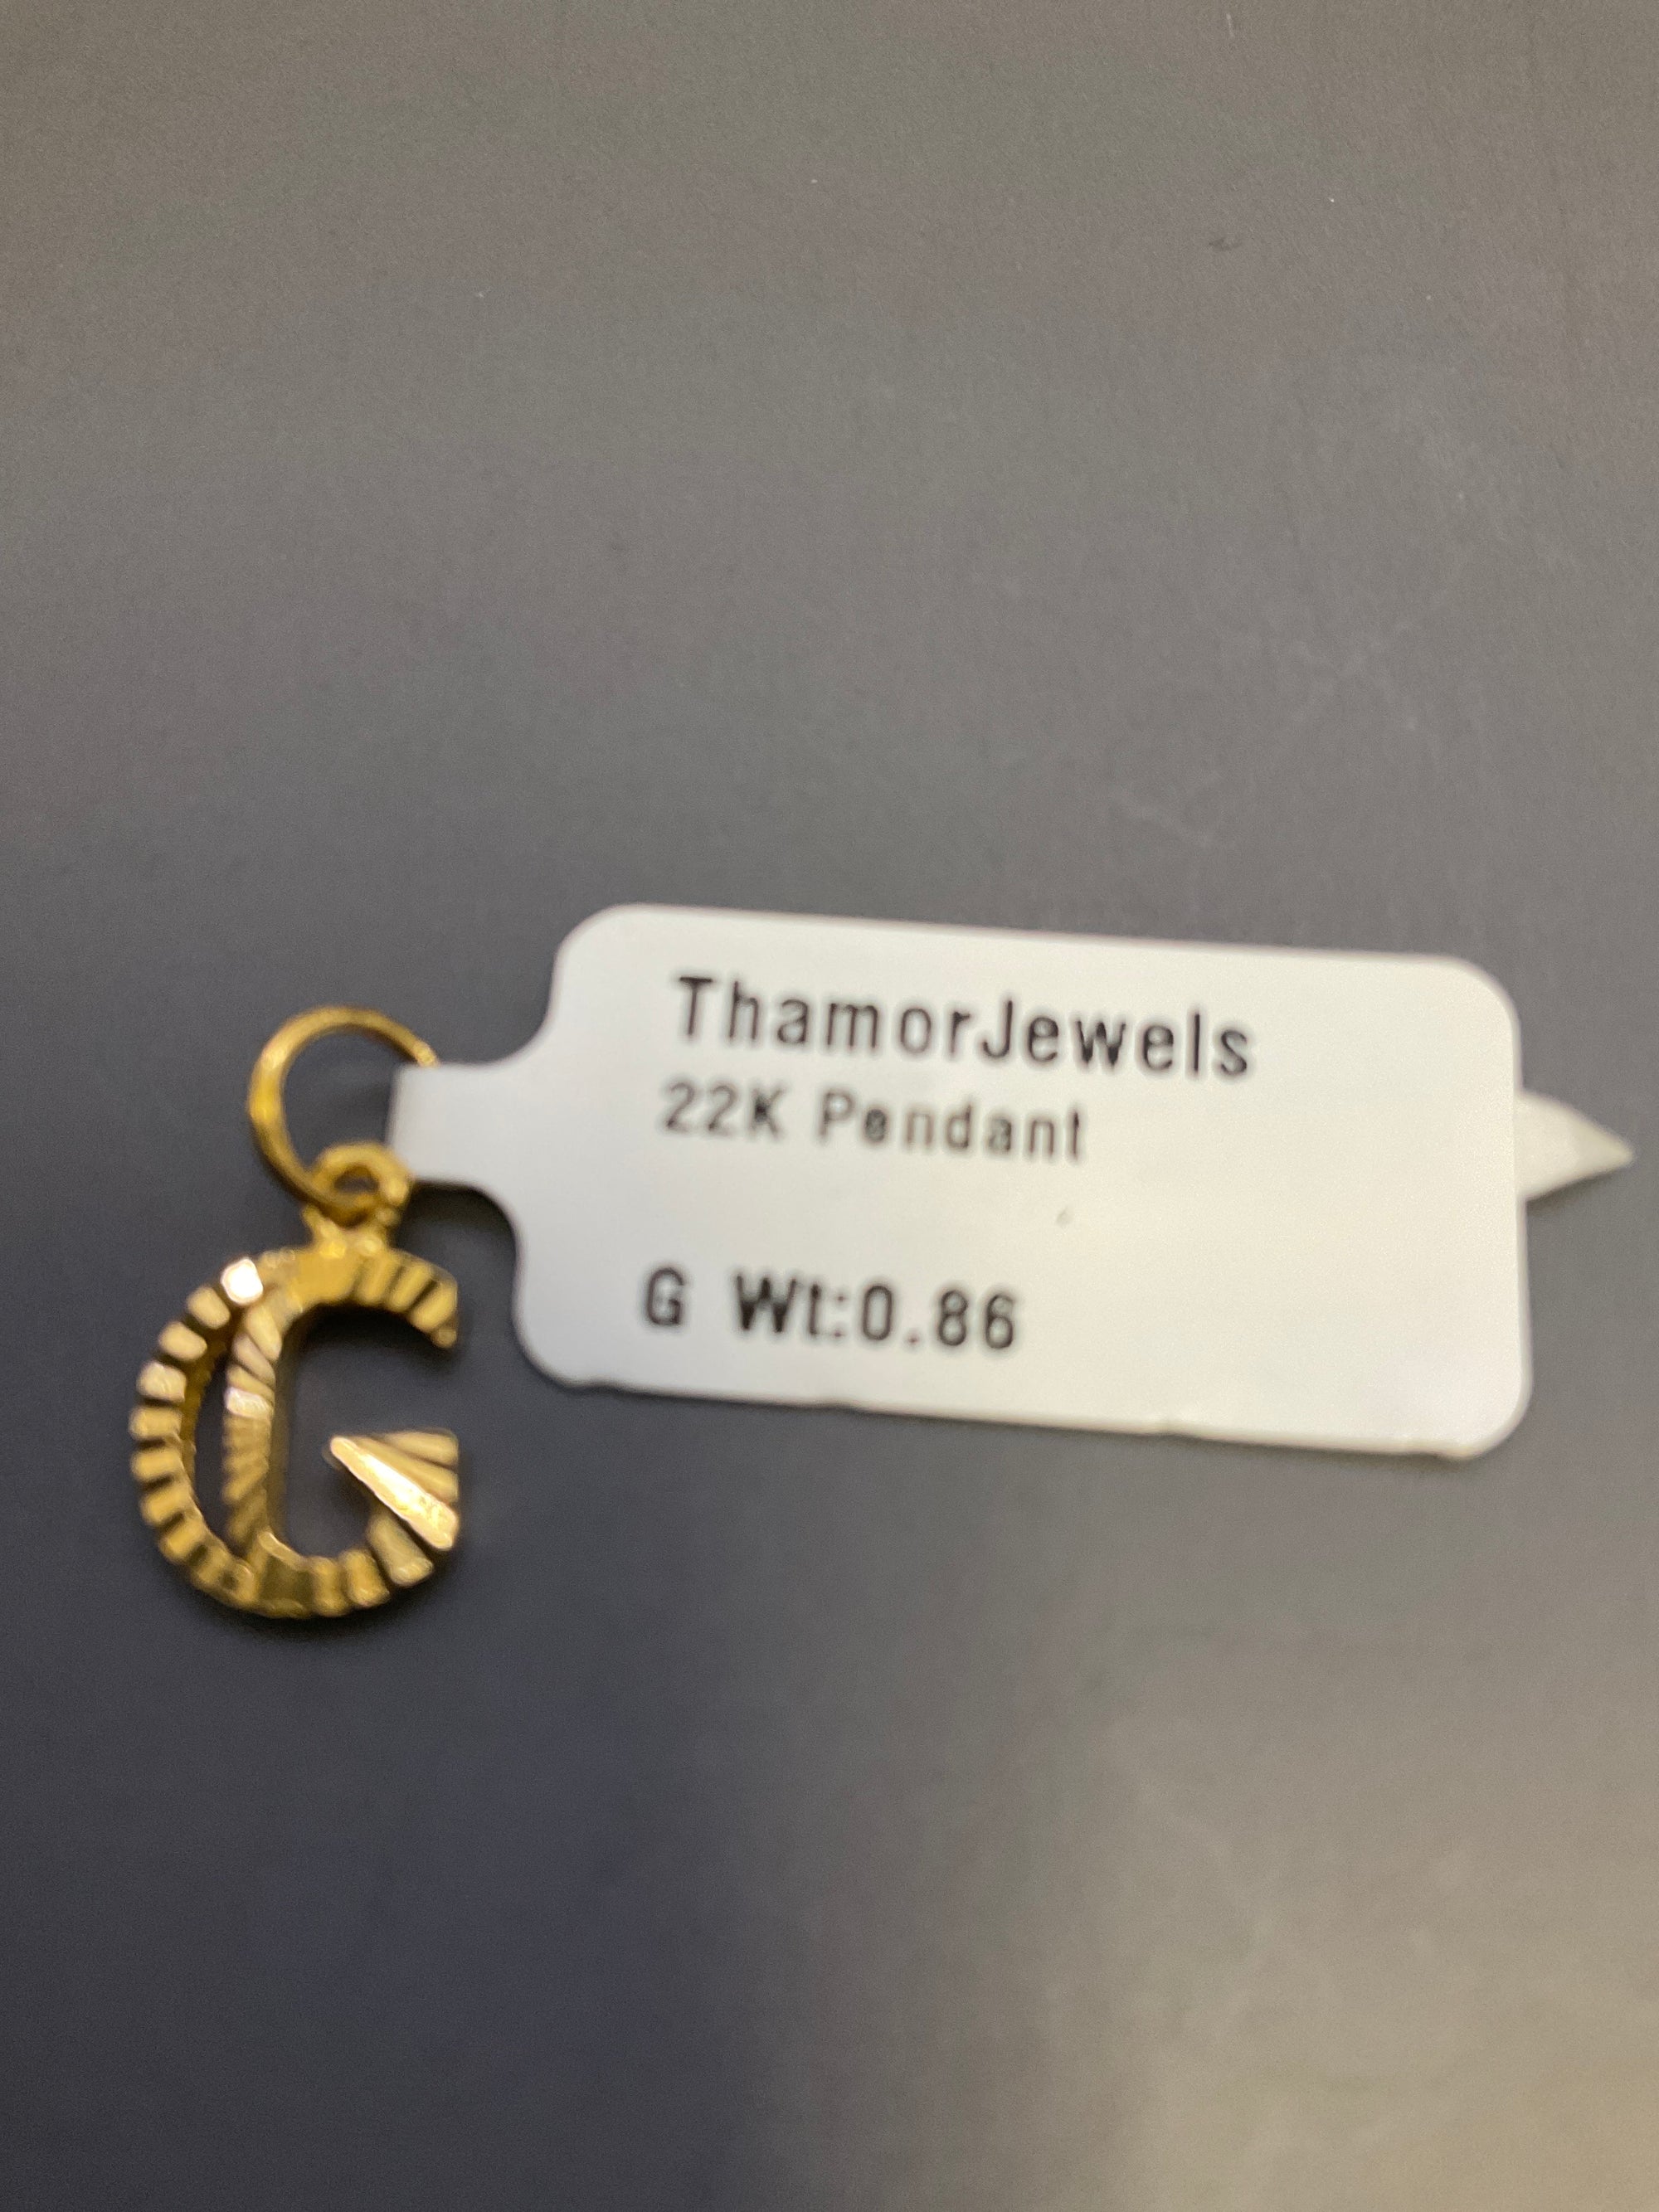 ThamorJewels
22K Pendant
G Wt:0.86
G